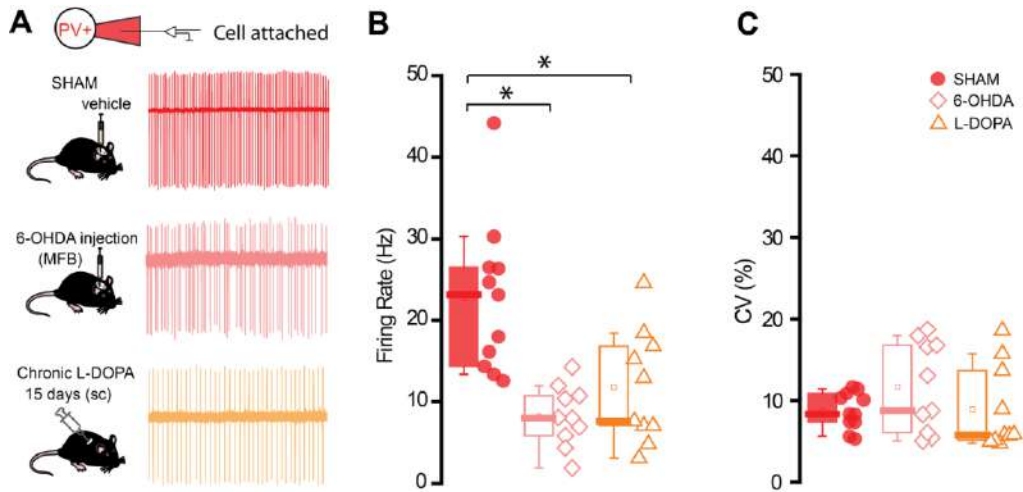 A
PV+
Cell attached
SHAM
vehicle
6-OHDA injection
(MFB)
Chronic L-DOPA
15 days (sc)
B
*
*
Firing Rate (Hz)
50
40
30
20
10
0
C
CV (%)
50
40
30
20
10
0
SHAM
6-OHDA
L-DOPA